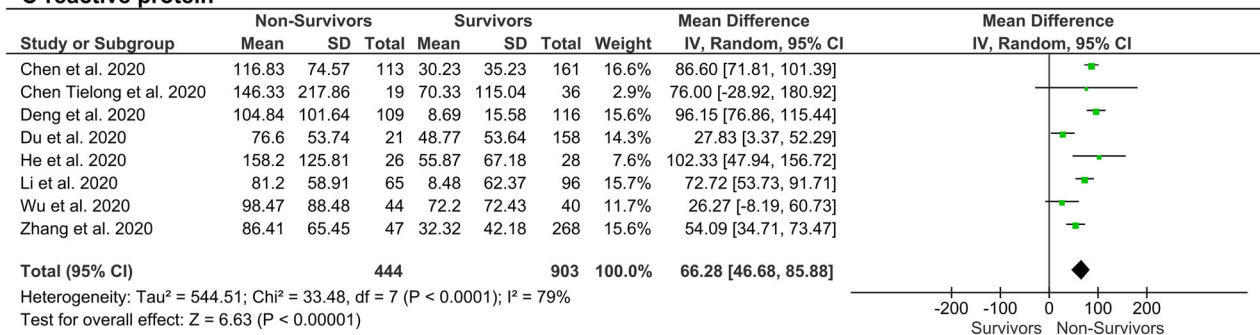 C-reactive protein
Non-Survivors Survivors Mean Difference Mean Difference
Study or Subgroup Mean SD Total Mean SD Total Weight IV, Random, 95% CI IV, Random, 95% CI
Chen et al. 2020 116.83 74.57 113 30.23 35.23 161 16.6% 86.60 [71.81, 101.39]
Chen Tielong et al. 2020 146.33 217.86 19 70.33 115.04 36 2.9% 76.00 [-28.92, 180.92]
Deng et al. 2020 104.84 101.64 109 8.69 15.58 116 15.6% 96.15 [76.86, 115.44]
Du et al. 2020 76.6 53.74 21 48.77 53.64 158 14.3% 27.83 [3.37, 52.29]
He et al. 2020 158.2 125.81 26 55.87 67.18 28 7.6% 102.33 [47.94, 156.72]
Li et al. 2020 81.2 58.91 65 8.48 62.37 96 15.7% 72.72 [53.73, 91.71]
Wu et al. 2020 98.47 88.48 44 72.2 72.43 40 11.7% 26.27 [-8.19, 60.73]
Zhang et al. 2020 86.41 65.45 47 32.32 42.18 268 15.6% 54.09 [34.71, 73.47]
Total (95% CI) 444 903 100.0% 66.28 [46.68, 85.88]
Heterogeneity: Tau² = 544.51; Chi² = 33.48, df = 7 (P < 0.0001); I² = 79%
Test for overall effect: Z = 6.63 (P < 0.00001)
-200 -100 0 100 200
Survivors Non-Survivors